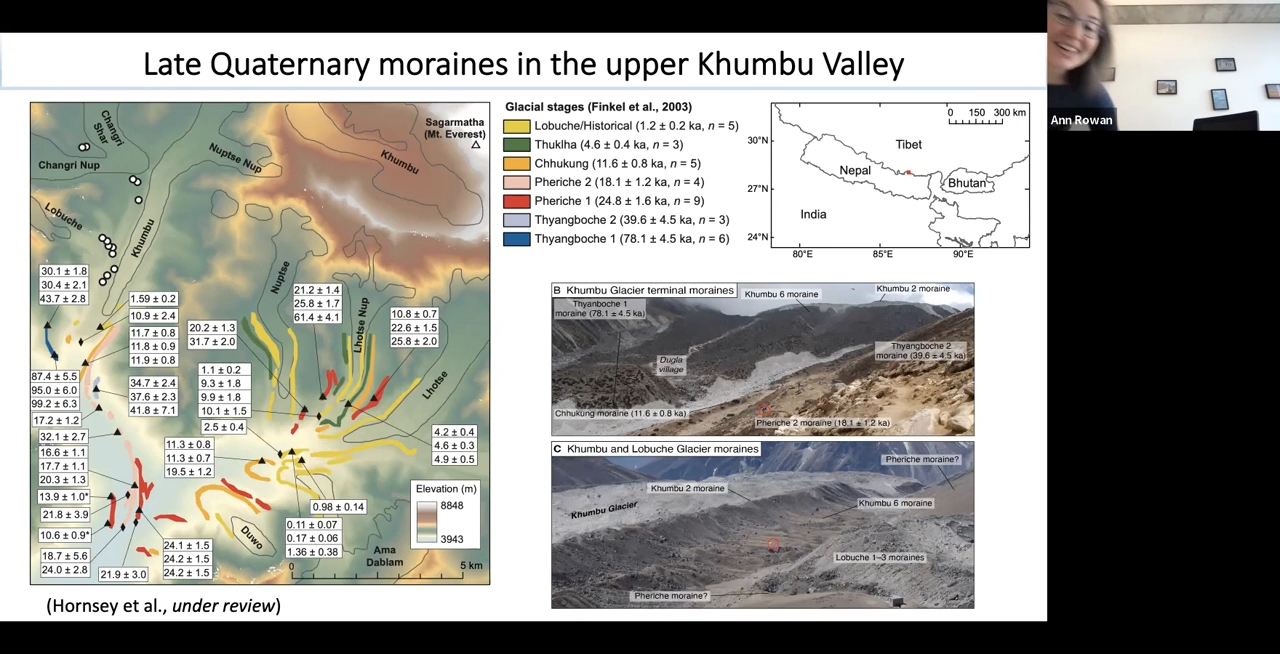 Late Quaternary moraines in the upper Khumbu Valley
Ann Rowan
Changri Shar
Changri Nup
Nuptse Nup
Sagarmatha
(Mt. Everest)
Khumbu
Lobuche
Khumbu
Nuptse
Lhotse Nup
Lhotse
30.1 ± 1.8
30.4 ± 2.1
43.7 ± 2.8
1.59 ± 0.2
10.9 ± 2.4
11.7 ± 0.8
11.8 ± 0.9
11.9 ± 0.8
20.2 ± 1.3
31.7 ± 2.0
21.2 ± 1.4
25.8 ± 1.7
61.4 ± 4.1
10.8 ± 0.7
22.6 ± 1.5
25.8 ± 2.0
87.4 ± 5.5
95.0 ± 6.0
99.2 ± 6.3
34.7 ± 2.4
37.6 ± 2.3
41.8 ± 7.1
1.1 ± 0.2
9.3 ± 1.8
9.9 ± 1.8
10.1 ± 1.5
2.5 ± 0.4
17.2 ± 1.2
32.1 ± 2.7
16.6 ± 1.1
17.7 ± 1.1
20.3 ± 1.3
13.9 ± 1.0*
21.8 ± 3.9
10.6 ± 0.9*
18.7 ± 5.6
24.0 ± 2.8
21.9 ± 3.0
11.3 ± 0.8
11.3 ± 0.7
19.5 ± 1.2
4.2 ± 0.4
4.6 ± 0.3
4.9 ± 0.5
24.1 ± 1.5
24.2 ± 1.5
24.2 ± 1.5
0.98 ± 0.14
0.11 ± 0.07
0.17 ± 0.06
1.36 ± 0.38
Duwo
Ama
Dablam
Elevation (m)
8848
3943
0
5 km
(Hornsey et al., under review)
Glacial stages (Finkel et al., 2003)
Lobuche/Historical (1.2 ± 0.2 ka, n = 5)
Thuklha (4.6 ± 0.4 ka, n = 3)
Chhukung (11.6 ± 0.8 ka, n = 5)
Pheriche 2 (18.1 ± 1.2 ka, n = 4)
Pheriche 1 (24.8 ± 1.6 ka, n = 9)
Thyangboche 2 (39.6 ± 4.5 ka, n = 3)
Thyangboche 1 (78.1 ± 4.5 ka, n = 6)
0 150 300 km
30°N
27°N
24°N
Tibet
Nepal
Bhutan
India
80°E
85°E
90°E
B Khumbu Glacier terminal moraines
Thyanboche 1
moraine (78.1 ± 4.5 ka)
Khumbu 6 moraine
Khumbu 2 moraine
Dugla
village
Thyangboche 2
moraine (39.6 ± 4.5 ka)
Chhukung moraine (11.6 ± 0.8 ka)
Pheriche 2 moraine (18.1 ± 1.2 ka)
C Khumbu and Lobuche Glacier moraines
Pheriche moraine?
Khumbu 2 moraine
Khumbu Glacier
Khumbu 6 moraine
Lobuche 1–3 moraines
Pheriche moraine?